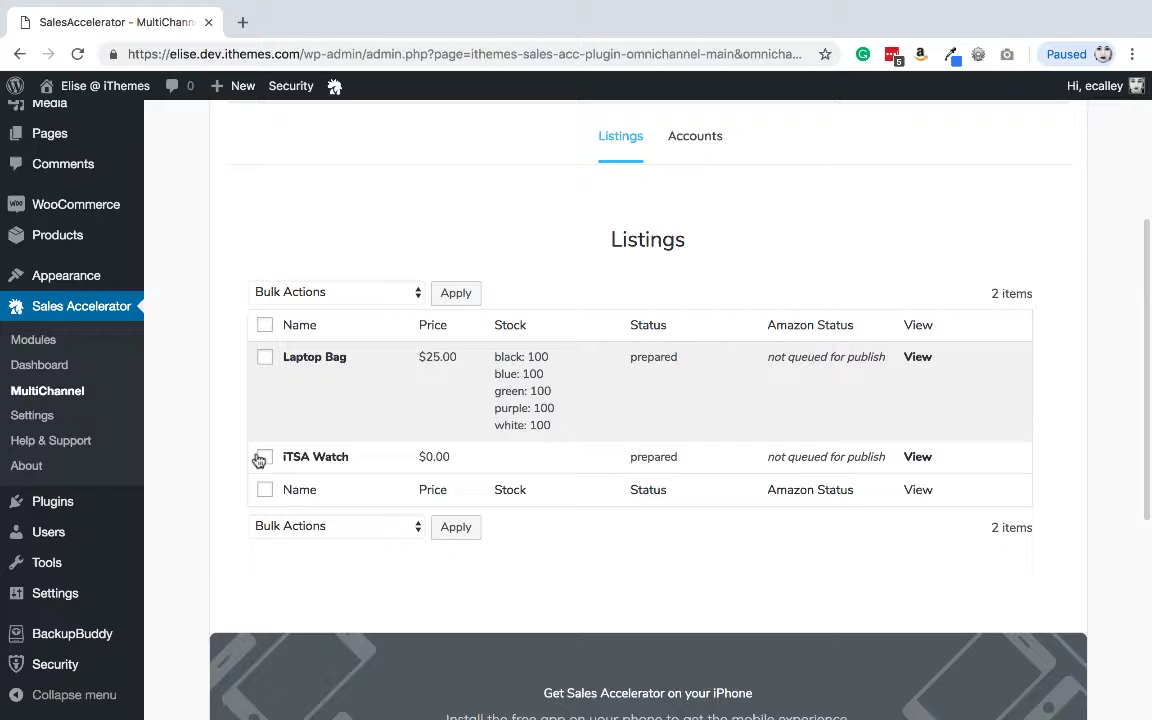 SalesAccelerator - MultiChann
https://elise.dev.ithemes.com/wp-admin/admin.php?page=ithemes-sales-acc-plugin-omnichannel-main&omnicha...
5
Paused
Elise @ iThemes
0
New
Security
Hi, ecalley
Media
Pages
Comments
WooCommerce
Products
Appearance
Sales Accelerator
Modules
Dashboard
MultiChannel
Settings
Help & Support
About
Plugins
Users
Tools
Settings
BackupBuddy
Security
Collapse menu
Listings Accounts
Listings
Bulk Actions Apply 2 items
Name Price Stock Status Amazon Status View
Laptop Bag $25.00 black: 100 prepared not queued for publish View
blue: 100
green: 100
purple: 100
white: 100
iTSA Watch $0.00 prepared not queued for publish View
Name Price Stock Status Amazon Status View
Bulk Actions Apply 2 items
Get Sales Accelerator on your iPhone
Install the free app on your phone to get the mobile experience